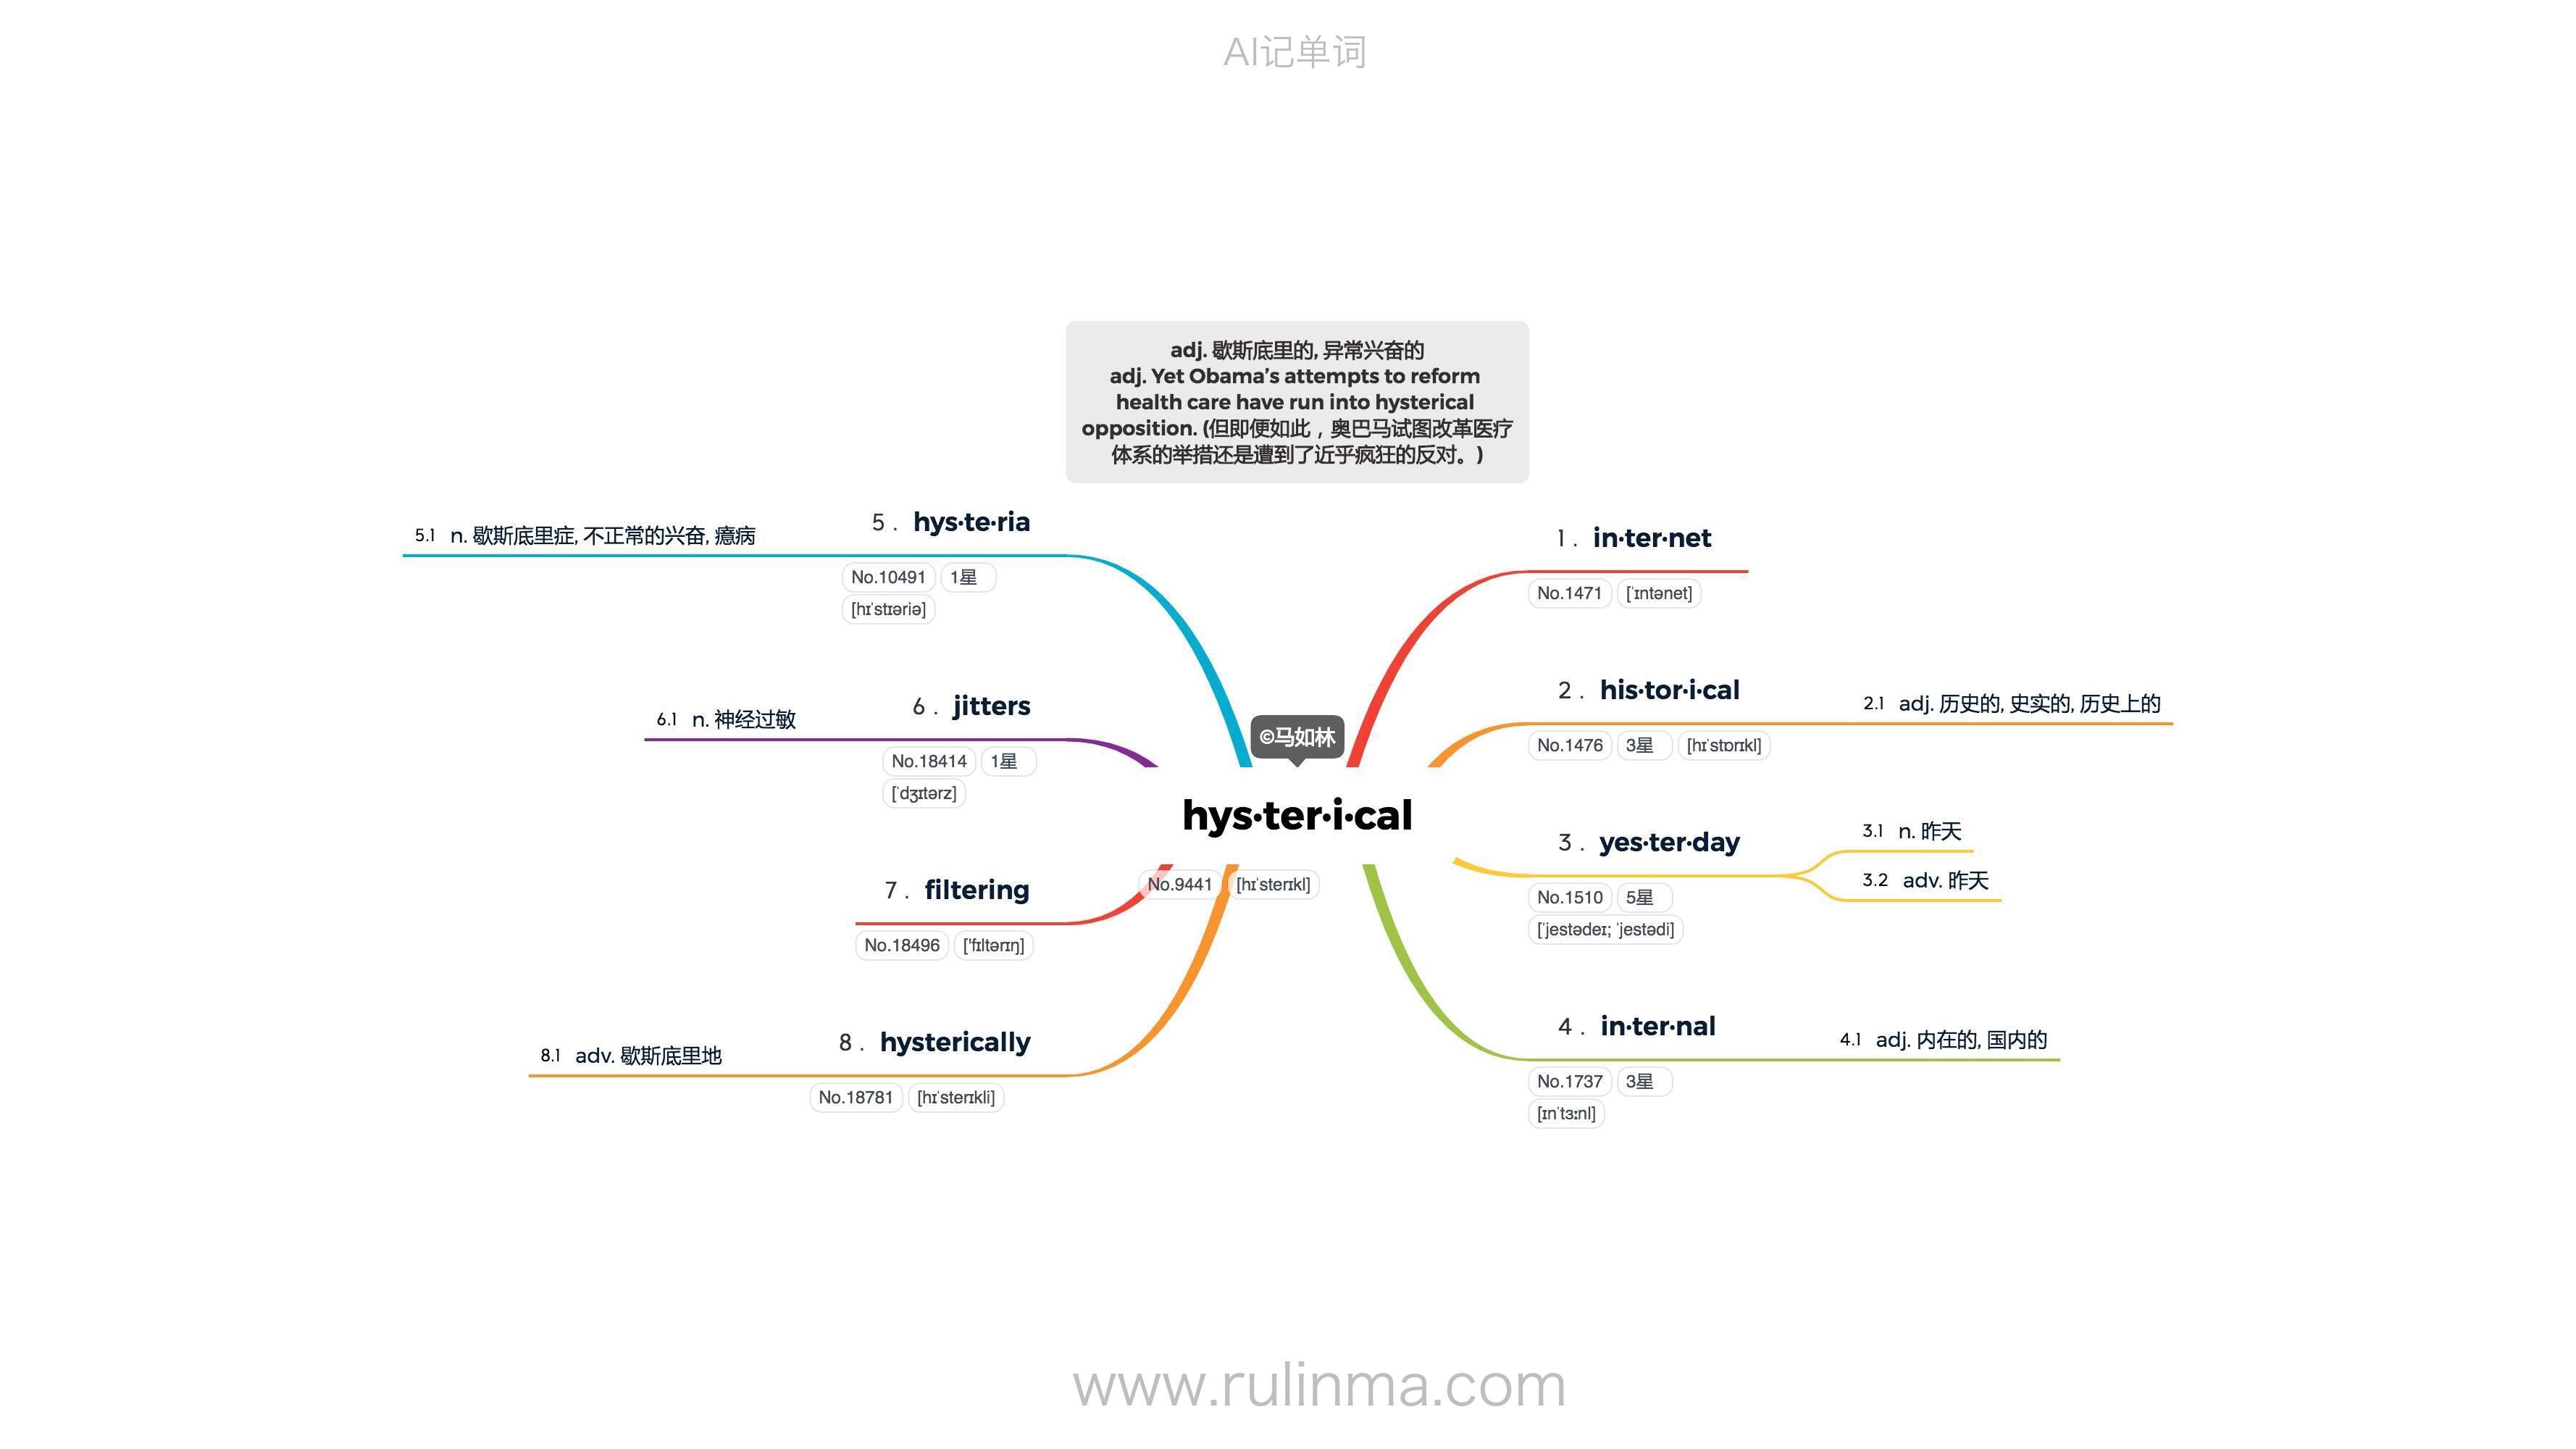 AI记单词
adj. 歇斯底里的, 异常兴奋的
adj. Yet Obama’s attempts to reform
health care have run into hysterical
opposition. (但即便如此，奥巴马试图改革医疗
体系的举措还是遭到了近乎疯狂的反对。)
©马如林
hys·ter·i·cal
No.9441 [hɪˈsterɪkl]
1 . in·ter·net
No.1471 [ˈɪntənet]
2 . his·tor·i·cal
No.1476 3星 [hɪˈstɒrɪkl]
2.1 adj. 历史的, 史实的, 历史上的
3 . yes·ter·day
No.1510 5星
[ˈjestədeɪ; ˈjestədi]
3.1 n. 昨天
3.2 adv. 昨天
4 . in·ter·nal
No.1737 3星
[ɪnˈtɜːnl]
4.1 adj. 内在的, 国内的
5 . hys·te·ria
No.10491 1星
[hɪˈstɪəriə]
5.1 n. 歇斯底里症, 不正常的兴奋, 癔病
6 . jitters
No.18414 1星
[ˈdʒɪtərz]
6.1 n. 神经过敏
7 . filtering
No.18496 ['fɪltərɪŋ]
8 . hysterically
No.18781 [hɪˈsterɪkli]
8.1 adv. 歇斯底里地
www.rulinma.com